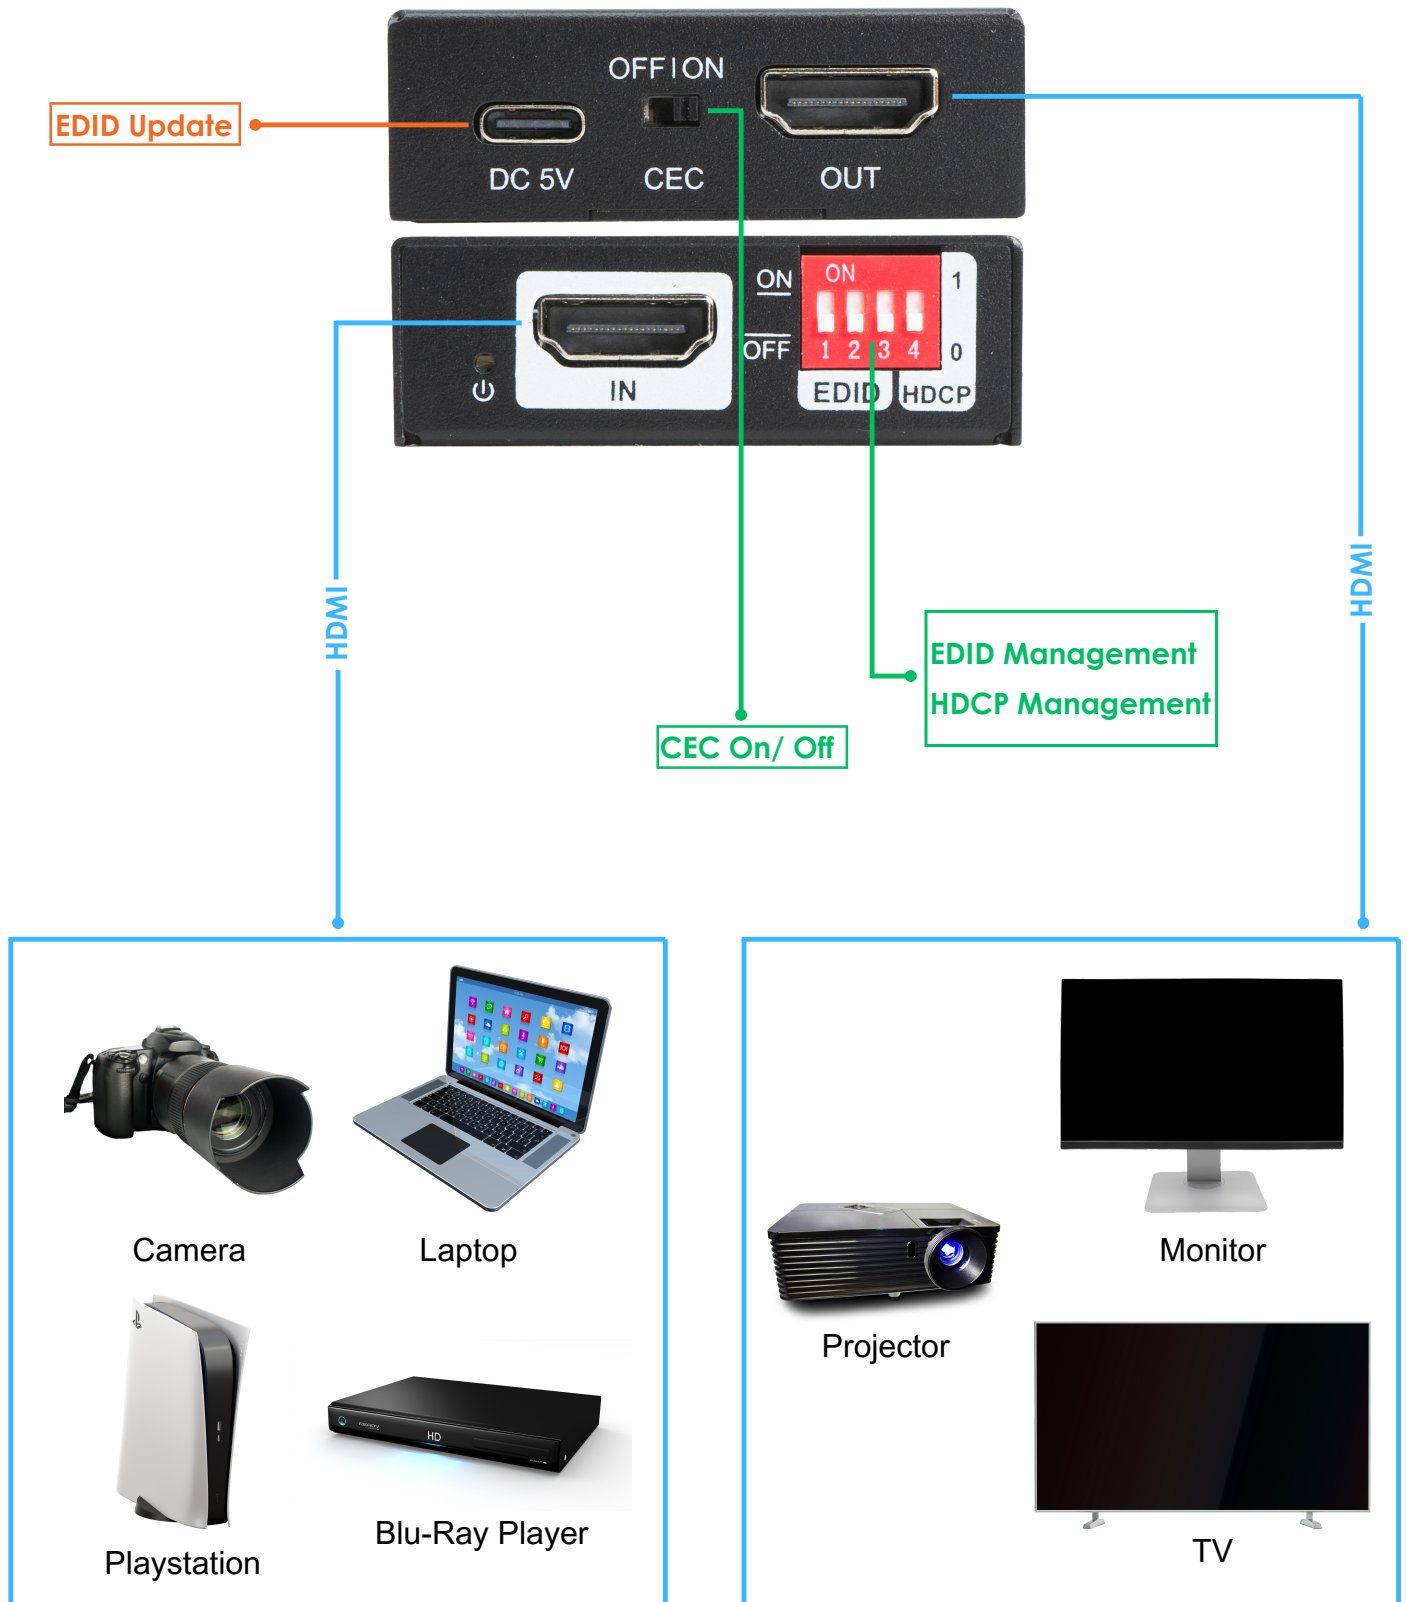 OFF ON
EDID Update
DC 5V
CEC
OUT
ON
ON
1
OFF
1 2 3 4
0
IN
EDID
HDCP
HDMI
HDMI
EDID Management
HDCP Management
CEC On/ Off
Camera
Laptop
Monitor
Projector
HD
Playstation
Blu-Ray Player
TV